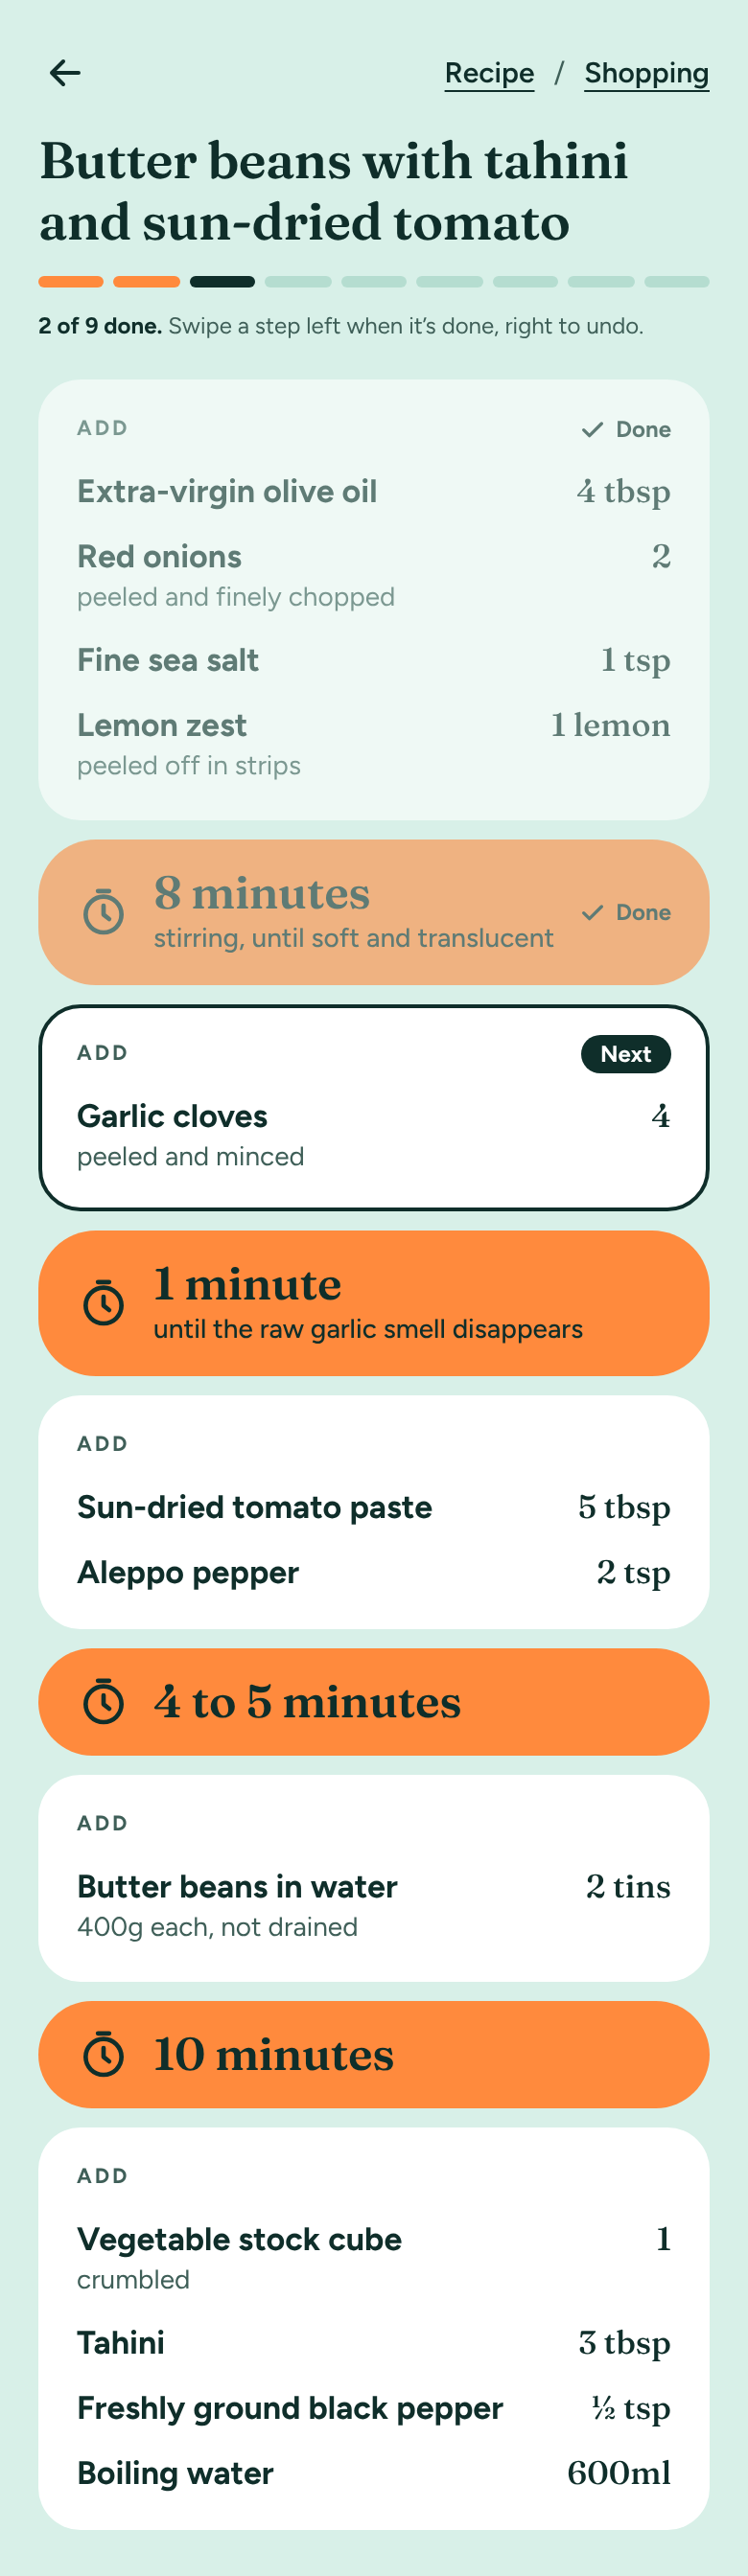 Recipe / Shopping
Butter beans with tahini
and sun-dried tomato
2 of 9 done. Swipe a step left when it’s done, right to undo.
ADD Done
Extra-virgin olive oil 4 tbsp
Red onions 2
peeled and finely chopped
Fine sea salt 1 tsp
Lemon zest 1 lemon
peeled off in strips
8 minutes
stirring, until soft and translucent Done
ADD Next
Garlic cloves 4
peeled and minced
1 minute
until the raw garlic smell disappears
ADD
Sun-dried tomato paste 5 tbsp
Aleppo pepper 2 tsp
4 to 5 minutes
ADD
Butter beans in water 2 tins
400g each, not drained
10 minutes
ADD
Vegetable stock cube 1
crumbled
Tahini 3 tbsp
Freshly ground black pepper ½ tsp
Boiling water 600ml